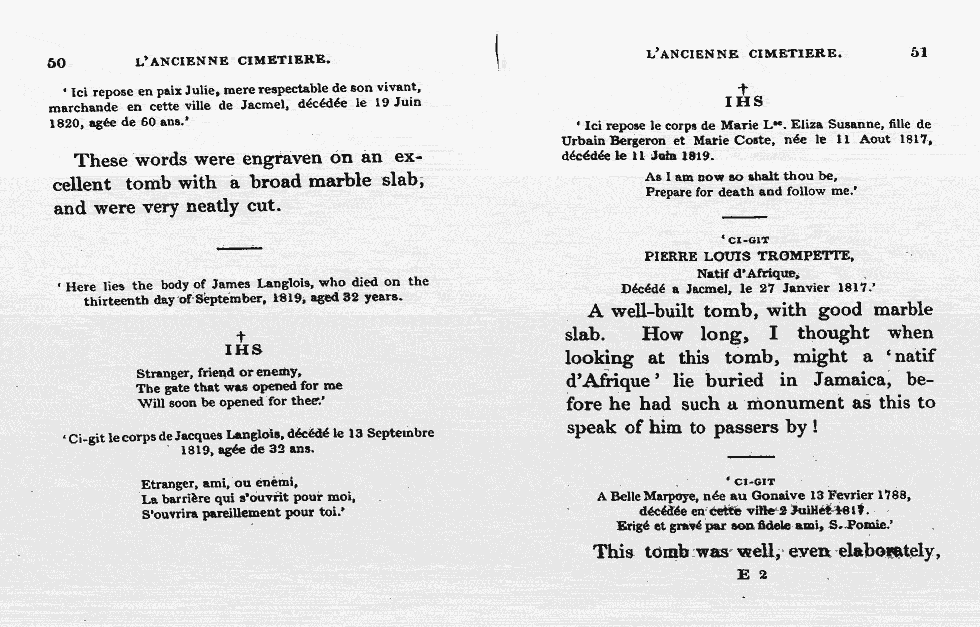 50
L'ANCIENNE CIMETIERE.
‘ Ici repose en paix Julie, mere respectable de son vivant,
marchande en cette ville de Jacmel, décédée le 19 Juin
1820, agée de 60 ans.’
These words were engraven on an ex-
cellent tomb with a broad marble slab,
and were very neatly cut.
‘ Here lies the body of James Langlois, who died on the
thirteenth day of September, 1819, aged 32 years.
†
IHS
Stranger, friend or enemy,
The gate that was opened for me
Will soon be opened for thee.’
‘ Ci-git le corps de Jacques Langlois, décédé le 13 Septembre
1819, agée de 32 ans.
Etranger, ami, ou enémi,
La barrière qui s'ouvrît pour moi,
S'ouvrira pareillement pour toi.’
L'ANCIENNE CIMETIERE.
51
†
IHS
‘ Ici repose le corps de Marie Lse. Eliza Susanne, fille de
Urbain Bergeron et Marie Coste, née le 11 Aout 1817,
décédée le 11 Juin 1819.
As I am now so shalt thou be,
Prepare for death and follow me.’
‘ CI-GIT
PIERRE LOUIS TROMPETTE,
Natif d'Afrique,
Décédé a Jacmel, le 27 Janvier 1817.’
A well-built tomb, with good marble
slab. How long, I thought when
looking at this tomb, might a ‘ natif
d'Afrique ’ lie buried in Jamaica, be-
fore he had such a monument as this to
speak of him to passers by !
‘ CI-GIT
A Belle Marpoye, née au Gonaive 13 Fevrier 1788,
décédée en cette ville 2 Juillét 1817.
Erigé et gravé par son fidele ami, S. Pomie.’
This tomb was well, even elaborately,
E 2